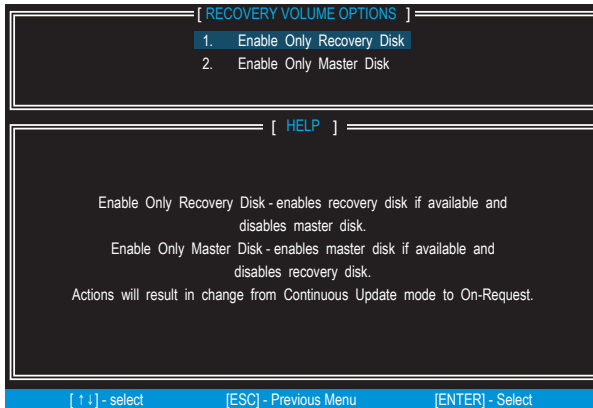 [ RECOVERY VOLUME OPTIONS ]
1. Enable Only Recovery Disk
2. Enable Only Master Disk
[ HELP ]
Enable Only Recovery Disk - enables recovery disk if available and
disables master disk.
Enable Only Master Disk - enables master disk if available and
disables recovery disk.
Actions will result in change from Continuous Update mode to On-Request.
[ ↑↓] - select [ESC] - Previous Menu [ENTER] - Select